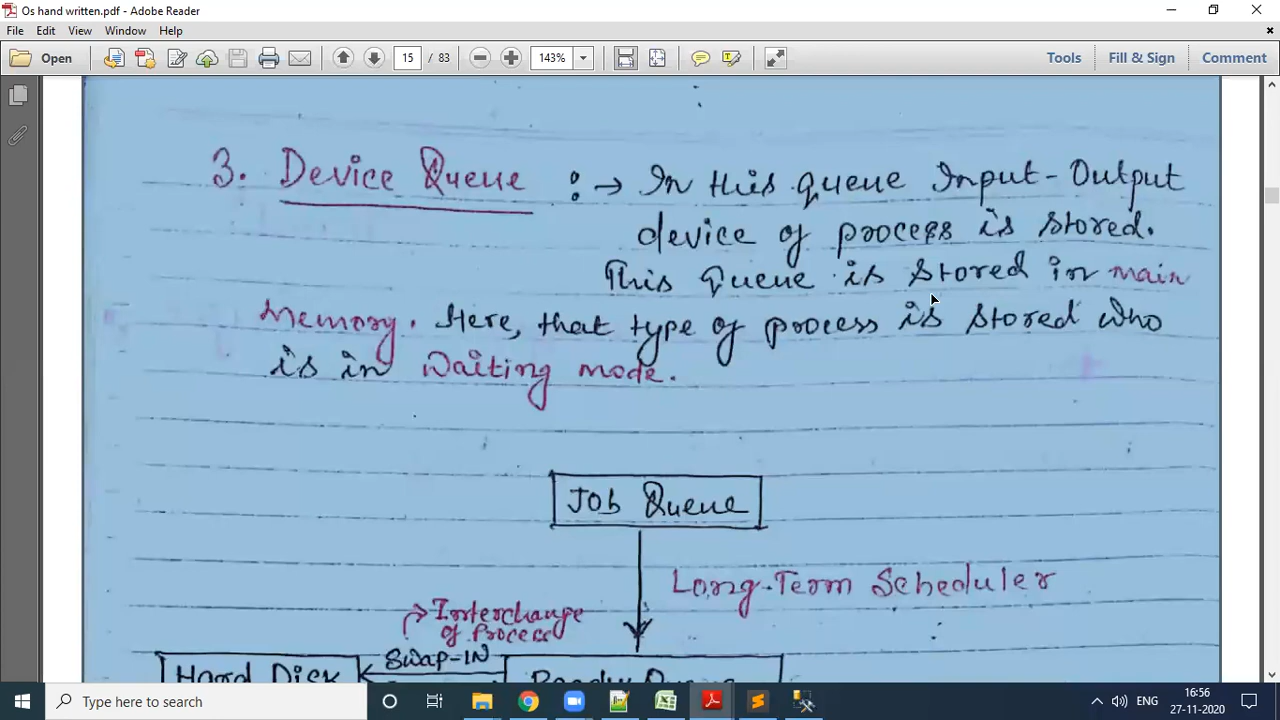 Os hand written.pdf - Adobe Reader
File Edit View Window Help
Open 15 / 83 143% Tools Fill & Sign Comment
3. Device Queue :→ In this queue Input-Output
device of process is stored.
This Queue is stored in main
Memory. Here, that type of process is stored who
is in waiting mode.
Job Queue
Long-Term Scheduler
Interchange
of Process
Swap-IN
Hard Disk Ready Queue
Type here to search
ENG 16:56
27-11-2020